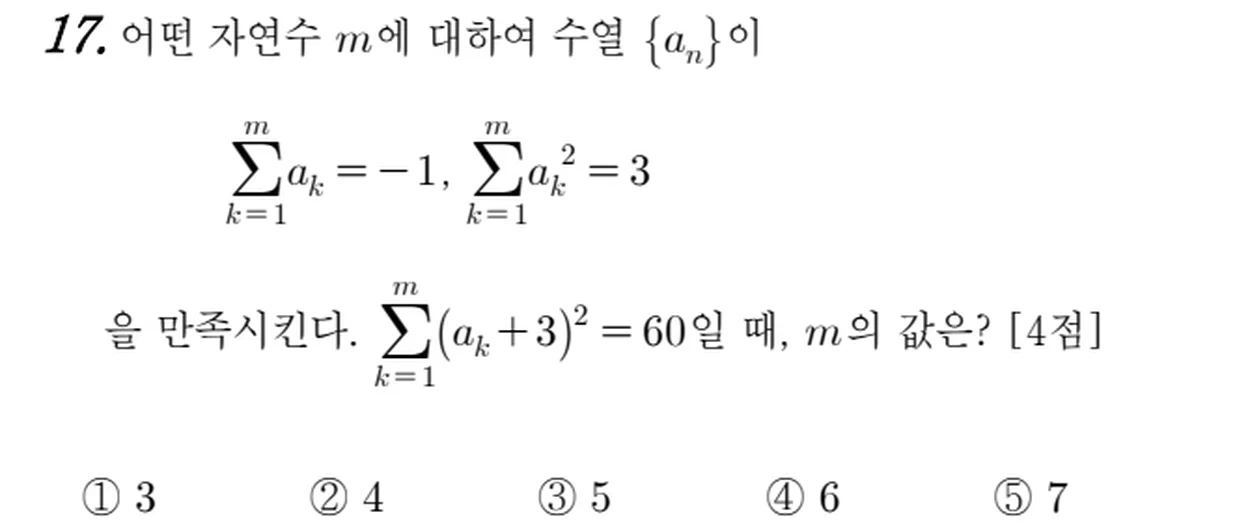 17. 어떤 자연수 m에 대하여 수열 {aₙ}이
m m
∑aₖ = −1, ∑aₖ² = 3
k=1 k=1
m
을 만족시킨다. ∑(aₖ+3)² = 60일 때, m의 값은? [4점]
k=1
① 3 ② 4 ③ 5 ④ 6 ⑤ 7